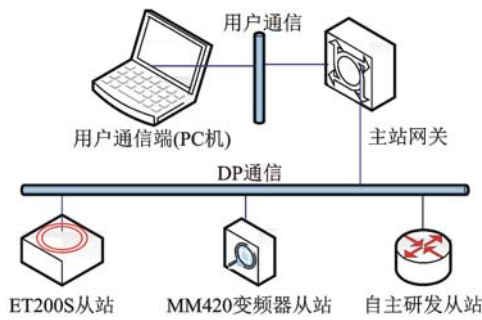 用户通信
用户通信端(PC机)
主站网关
DP通信
ET200S从站
MM420变频器从站
自主研发从站